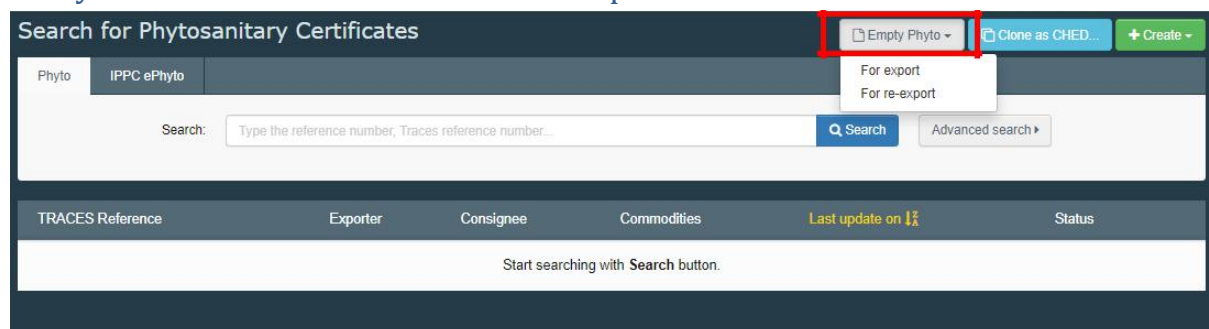 Search for Phytosanitary Certificates
Empty Phyto
Clone as CHED...
+ Create
Phyto
IPPC ePhyto
For export
For re-export
Search:
Type the reference number, Traces reference number...
Search
Advanced search
TRACES Reference
Exporter
Consignee
Commodities
Last update on
Status
Start searching with Search button.